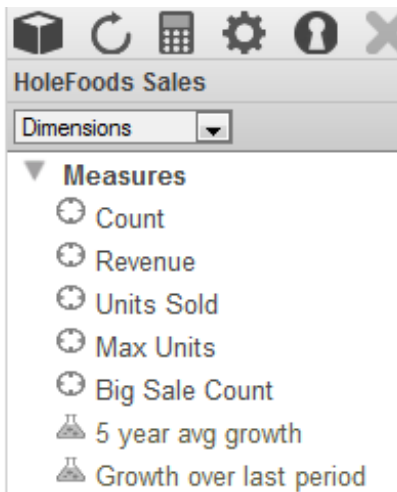 HoleFoods Sales
Dimensions
Measures
Count
Revenue
Units Sold
Max Units
Big Sale Count
5 year avg growth
Growth over last period